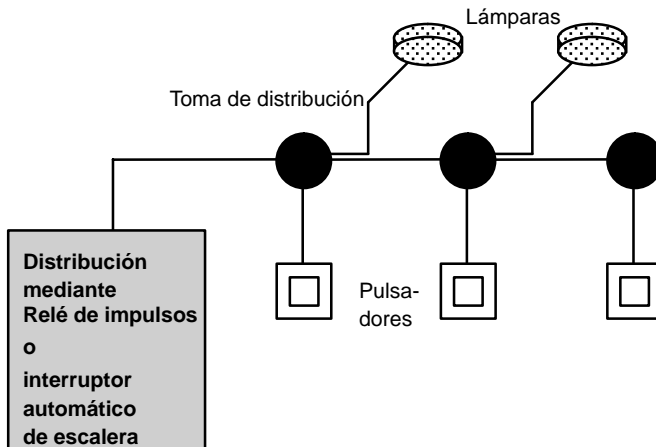 Lámparas
Toma de distribución
Distribución
mediante
Relé de impulsos
o
interruptor
automático
de escalera
Pulsa-
dores